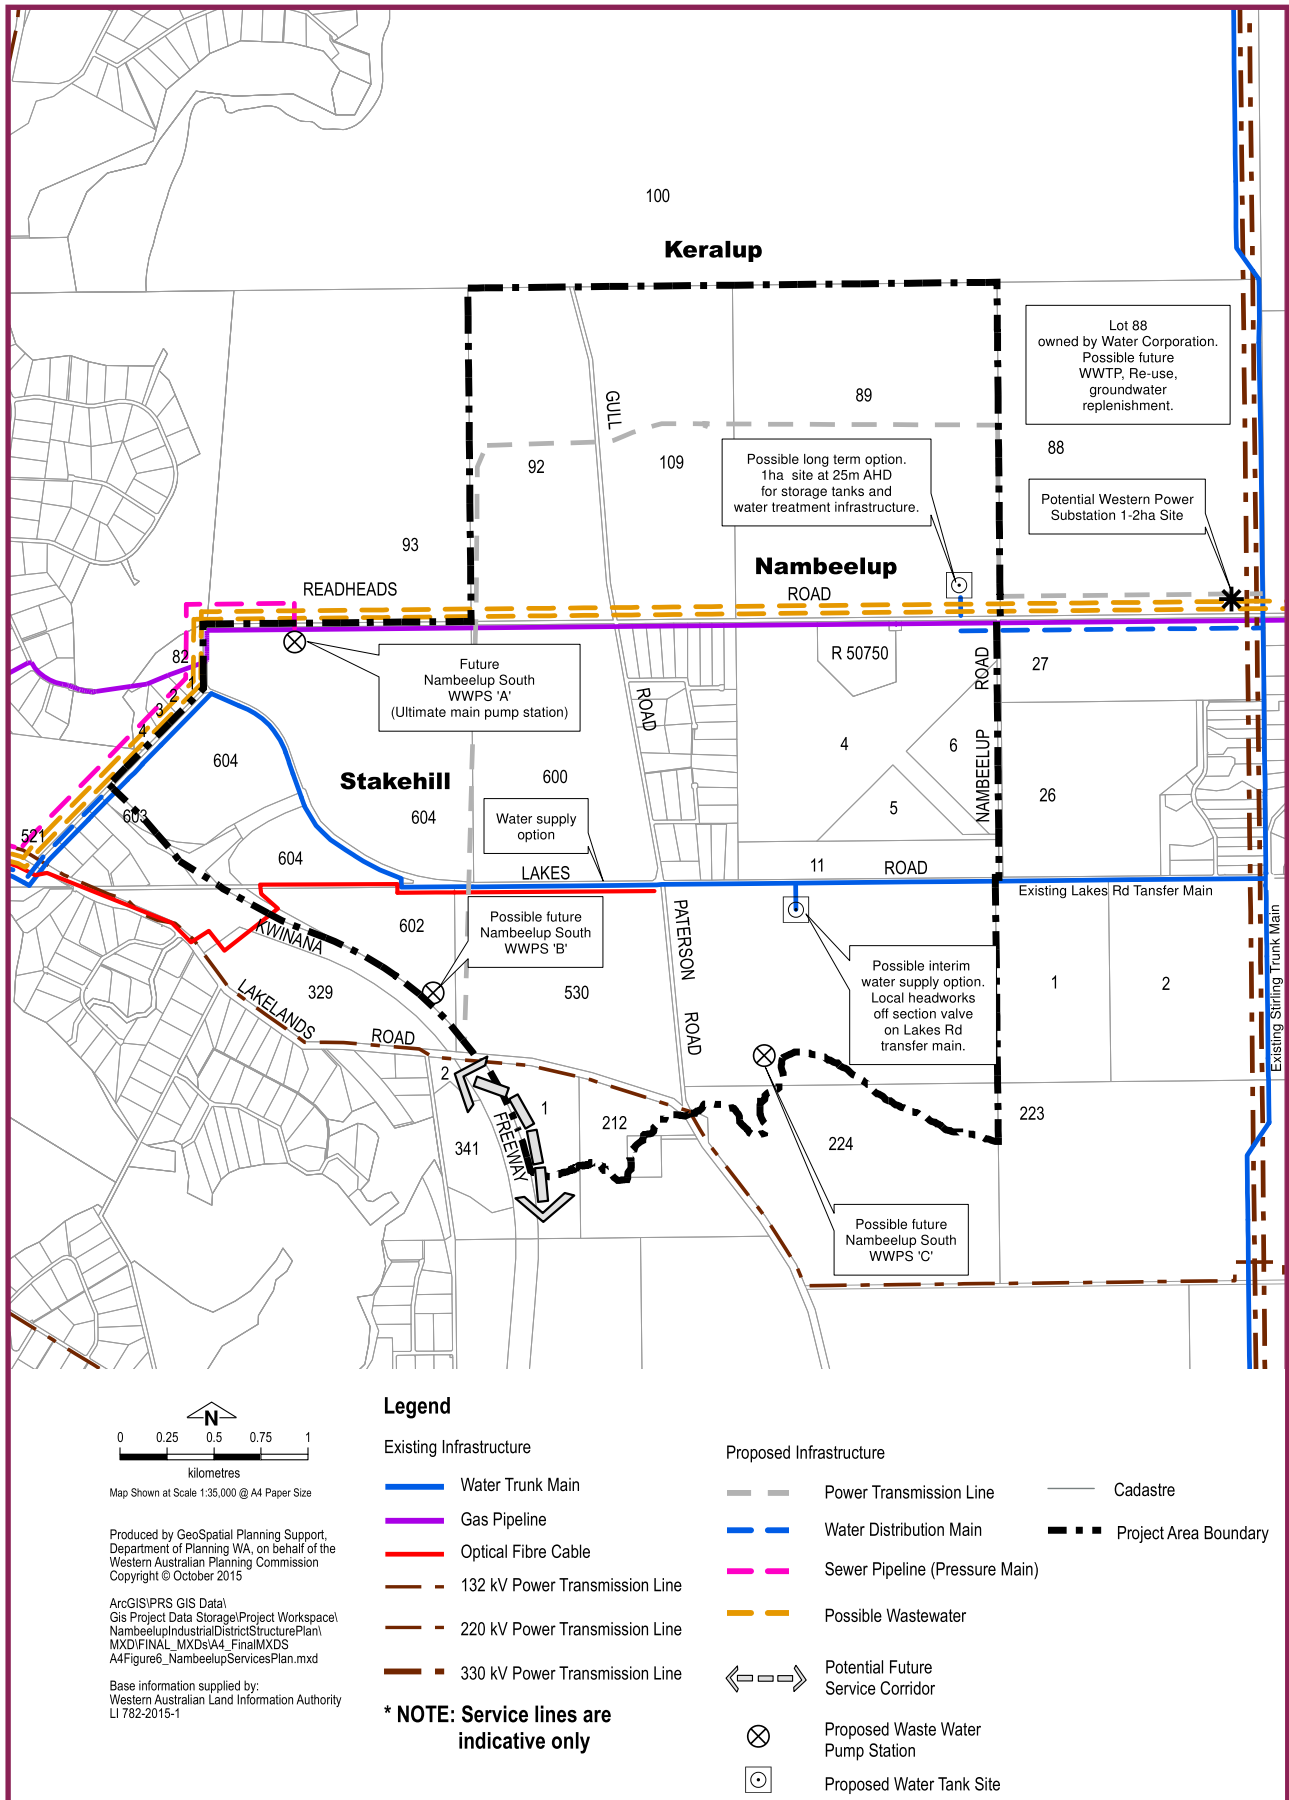 100
Keralup
Lot 88
owned by Water Corporation.
Possible future
WWTP, Re-use,
groundwater
replenishment.
GULL
89
88
92
109
Possible long term option.
1ha site at 25m AHD
for storage tanks and
water treatment infrastructure.
Potential Western Power
Substation 1-2ha Site
93
Nambeelup
READHEADS
ROAD
82
R 50750
27
Future
Nambeelup South
WWPS 'A'
(Ultimate main pump station)
ROAD
1
2
3
4
ROAD
604
Stakehill
600
4
6
NAMBEELUP
26
5
603
604
Water supply
option
521
604
LAKES
11
ROAD
Existing Lakes Rd Tansfer Main
602
KWINANA
Possible future
Nambeelup South
WWPS 'B'
PATERSON
Possible interim
water supply option.
Local headworks
off section valve
on Lakes Rd
transfer main.
1
2
Existing Stirling Trunk Main
329
530
LAKELANDS
ROAD
ROAD
2
1
212
FREEWAY
341
224
223
Possible future
Nambeelup South
WWPS 'C'
N
0 0.25 0.5 0.75 1
kilometres
Map Shown at Scale 1:35,000 @ A4 Paper Size
Produced by GeoSpatial Planning Support,
Department of Planning WA, on behalf of the
Western Australian Planning Commission
Copyright © October 2015
ArcGIS\PRS GIS Data\
Gis Project Data Storage\Project Workspace\
NambeelupIndustrialDistrictStructurePlan\
MXD\FINAL_MXDs\A4_FinalMXDS
A4Figure6_NambeelupServicesPlan.mxd
Base information supplied by:
Western Australian Land Information Authority
LI 782-2015-1
Legend
Existing Infrastructure
Water Trunk Main
Gas Pipeline
Optical Fibre Cable
132 kV Power Transmission Line
220 kV Power Transmission Line
330 kV Power Transmission Line
* NOTE: Service lines are
indicative only
Proposed Infrastructure
Power Transmission Line
Water Distribution Main
Sewer Pipeline (Pressure Main)
Possible Wastewater
Potential Future
Service Corridor
Proposed Waste Water
Pump Station
Proposed Water Tank Site
Cadastre
Project Area Boundary